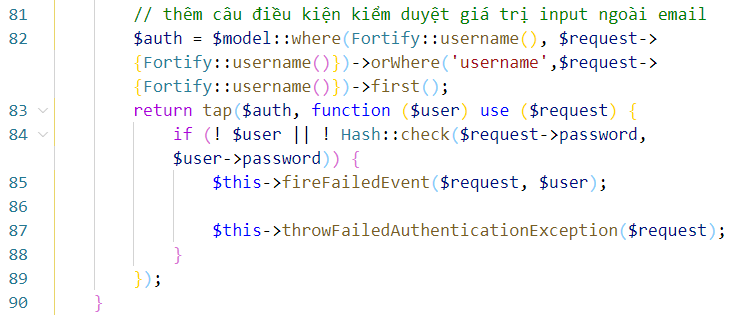 81 // thêm câu điều kiện kiểm duyệt giá trị input ngoài email
82 $auth = $model::where(Fortify::username(), $request->
{Fortify::username()})->orWhere('username',$request->
{Fortify::username()})->first();
83 return tap($auth, function ($user) use ($request) {
84 if (! $user || ! Hash::check($request->password,
$user->password)) {
85 $this->fireFailedEvent($request, $user);
86
87 $this->throwFailedAuthenticationException($request);
88 }
89 });
90 }